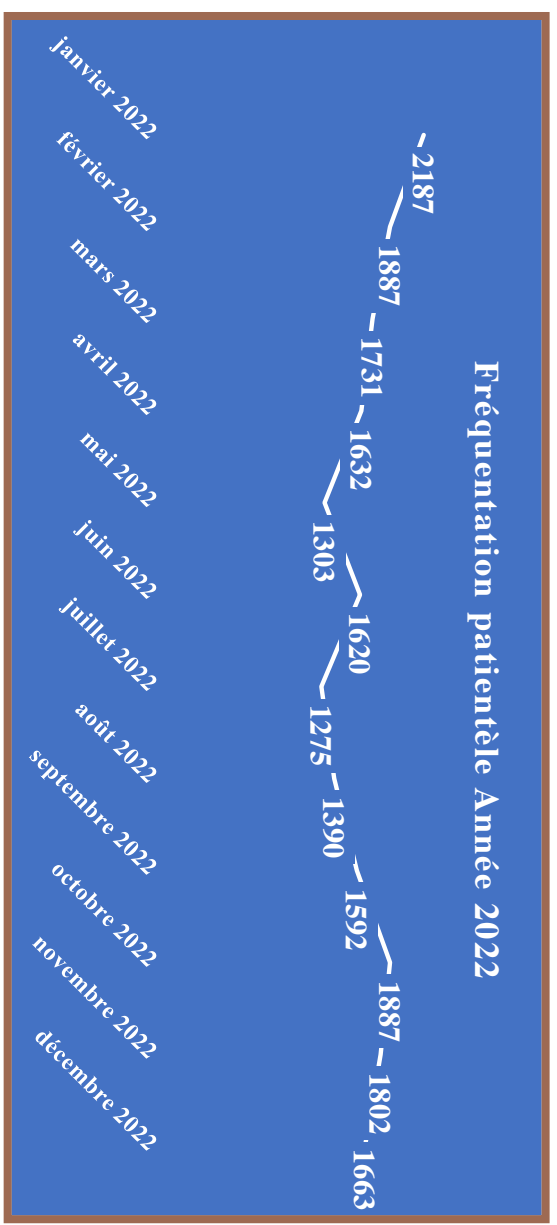 Fréquentation patientèle Année 2022
2187
1887
1731
1632
1303
1620
1275
1390
1592
1887
1802
1663
janvier 2022
février 2022
mars 2022
avril 2022
mai 2022
juin 2022
juillet 2022
août 2022
septembre 2022
octobre 2022
novembre 2022
décembre 2022